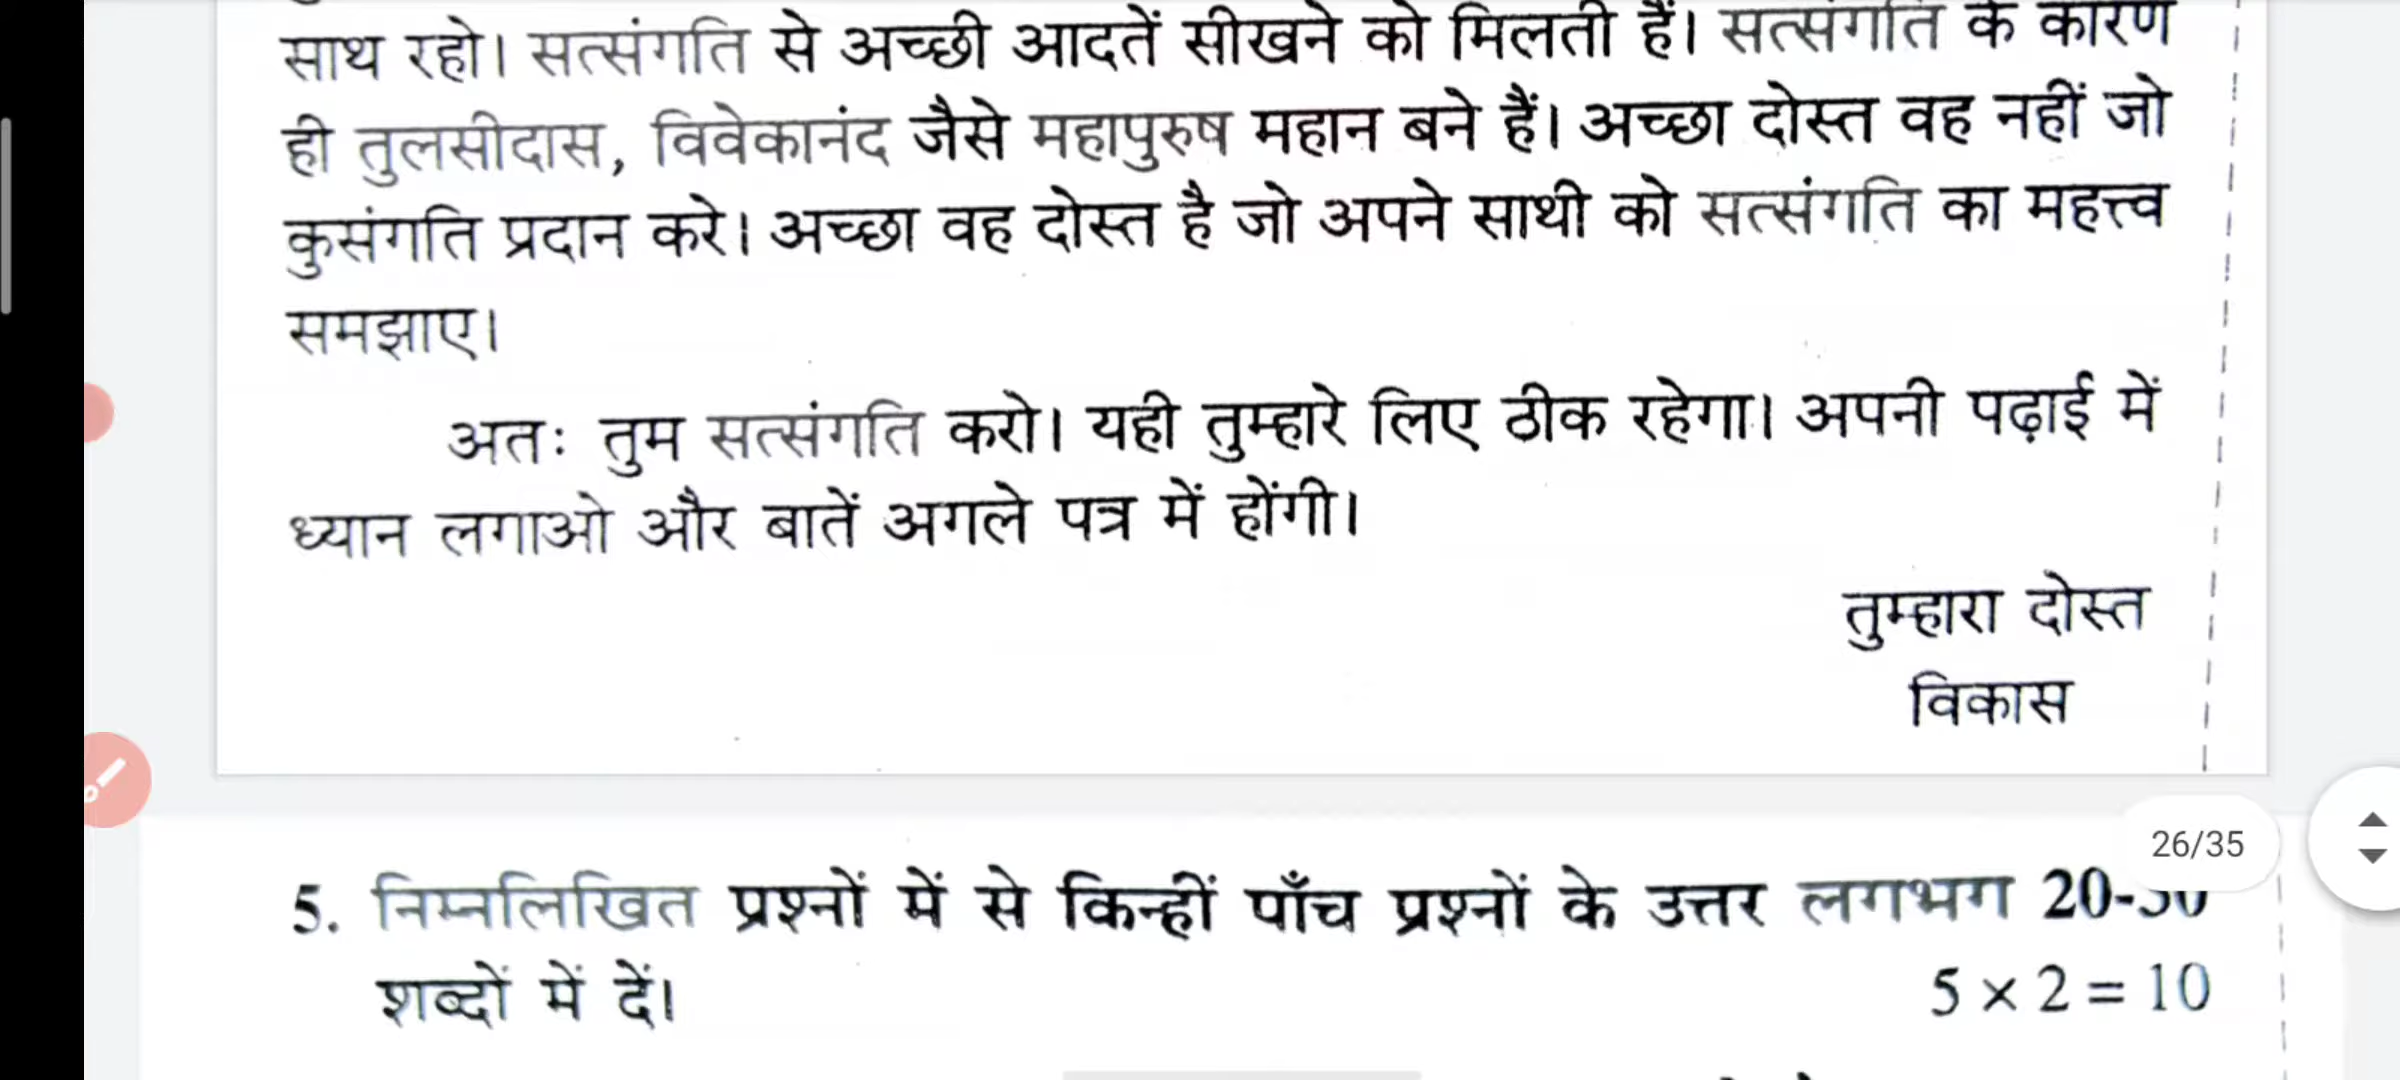 साथ रहो। सत्संगति से अच्छी आदतें सीखने को मिलती हैं। सत्संगति के कारण
ही तुलसीदास, विवेकानंद जैसे महापुरुष महान बने हैं। अच्छा दोस्त वह नहीं जो
कुसंगति प्रदान करे। अच्छा वह दोस्त है जो अपने साथी को सत्संगति का महत्त्व
समझाए।
अतः तुम सत्संगति करो। यही तुम्हारे लिए ठीक रहेगा। अपनी पढ़ाई में
ध्यान लगाओ और बातें अगले पत्र में होंगी।
तुम्हारा दोस्त
विकास
26/35
5. निम्नलिखित प्रश्नों में से किन्हीं पाँच प्रश्नों के उत्तर लगभग 20-30
शब्दों में दें। 5 × 2 = 10